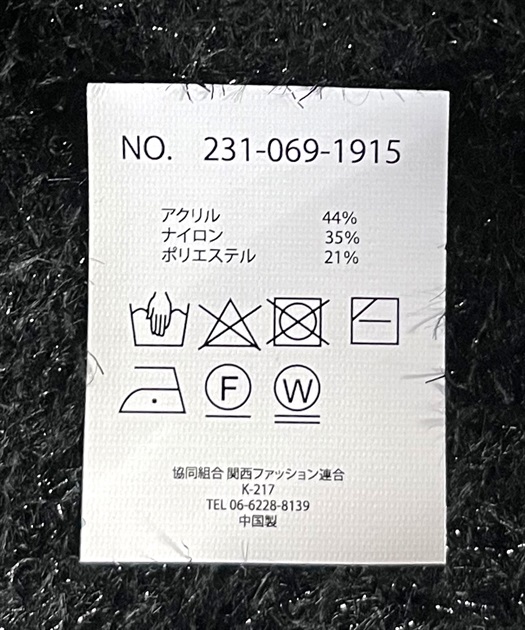 NO. 231-069-1915
アクリル 44%
ナイロン 35%
ポリエステル 21%
F W
協同組合 関西ファッション連合
K-217
TEL 06-6228-8139
中国製